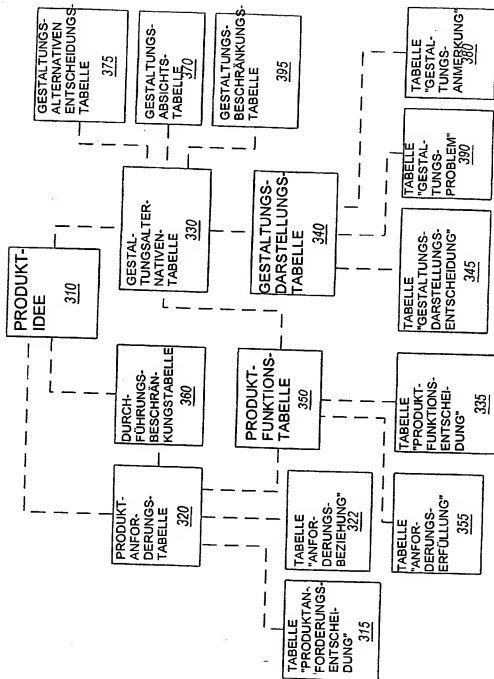 PRODUKT-
IDEE
310
GESTALTUNGS-
ALTERNATIVEN
ENTSCHEIDUNGS-
TABELLE
375
GESTALTUNGS
ABSICHTS-
TABELLE
370
GESTALTUNGS-
BESCHRÄNKUNGS-
TABELLE
395
GESTAL-
TUNGSALTER-
NATIVEN-
TABELLE
330
DURCH-
FÜHRUNGS-
BESCHRÄN-
KUNGSTABELLE
360
PRODUKT-
ANFOR-
DERUNGS-
TABELLE
320
PRODUKT-
FUNKTIONS-
TABELLE
350
GESTALTUNGS-
DARSTELLUNGS-
TABELLE
340
TABELLE
"PRODUKTAN-
FORDERUNGS-
ENTSCHEI-
DUNG"
315
TABELLE
"ANFOR-
DERUNGS-
BEZIEHUNG"
322
TABELLE
"ANFOR-
DERUNGS-
ERFÜLLUNG"
355
TABELLE
"PRODUKT-
FUNKTIONS-
ENTSCHEI-
DUNG"
335
TABELLE
"GESTALTUNGS-
DARSTELLUNGS-
ENTSCHEIDUNG"
345
TABELLE
"GESTAL-
TUNGS-
PROBLEM"
390
TABELLE
"GESTAL-
TUNGS-
ANMERKUNG"
380